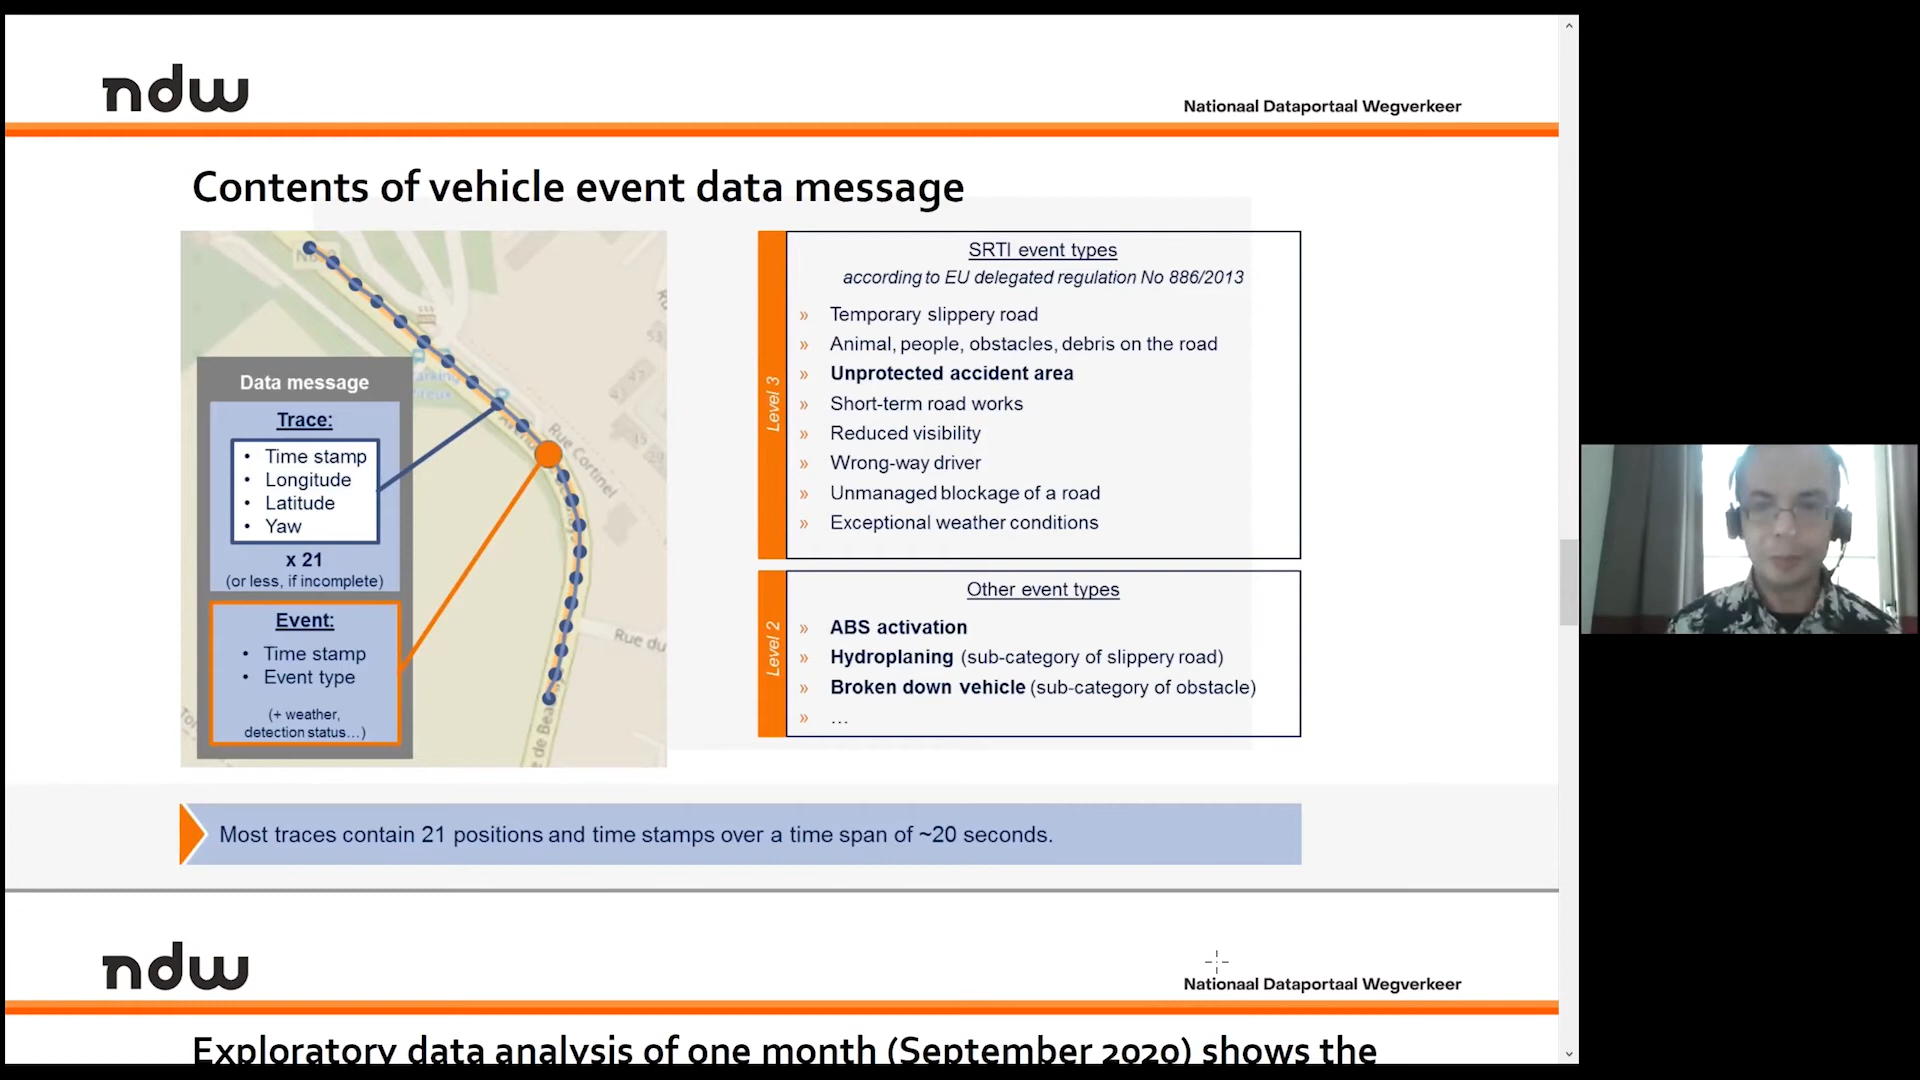 ndw
Nationaal Dataportaal Wegverkeer
Contents of vehicle event data message
Data message
Trace:
• Time stamp
• Longitude
• Latitude
• Yaw
x 21
(or less, if incomplete)
Event:
• Time stamp
• Event type
(+ weather,
detection status...)
Rue Cortinel
Rue du
de Bea
Level 3
SRTI event types
according to EU delegated regulation No 886/2013
» Temporary slippery road
» Animal, people, obstacles, debris on the road
» Unprotected accident area
» Short-term road works
» Reduced visibility
» Wrong-way driver
» Unmanaged blockage of a road
» Exceptional weather conditions
Level 2
Other event types
» ABS activation
» Hydroplaning (sub-category of slippery road)
» Broken down vehicle (sub-category of obstacle)
» ...
Most traces contain 21 positions and time stamps over a time span of ~20 seconds.
ndw
Nationaal Dataportaal Wegverkeer
Exploratory data analysis of one month (September 2020) shows the